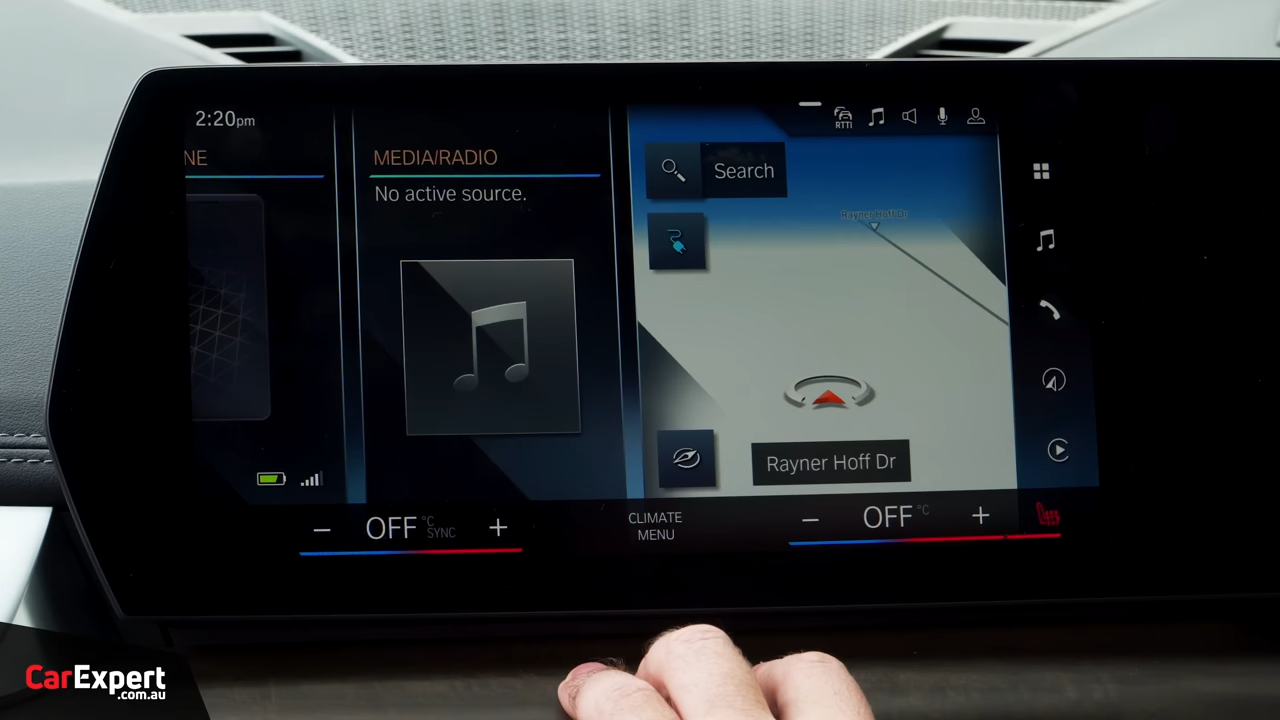 2:20pm
NE
MEDIA/RADIO
No active source.
RTTI
Search
Rayner Hoff Dr
Rayner Hoff Dr
OFF °C
SYNC
CLIMATE
MENU
OFF °C
CarExpert
.com.au